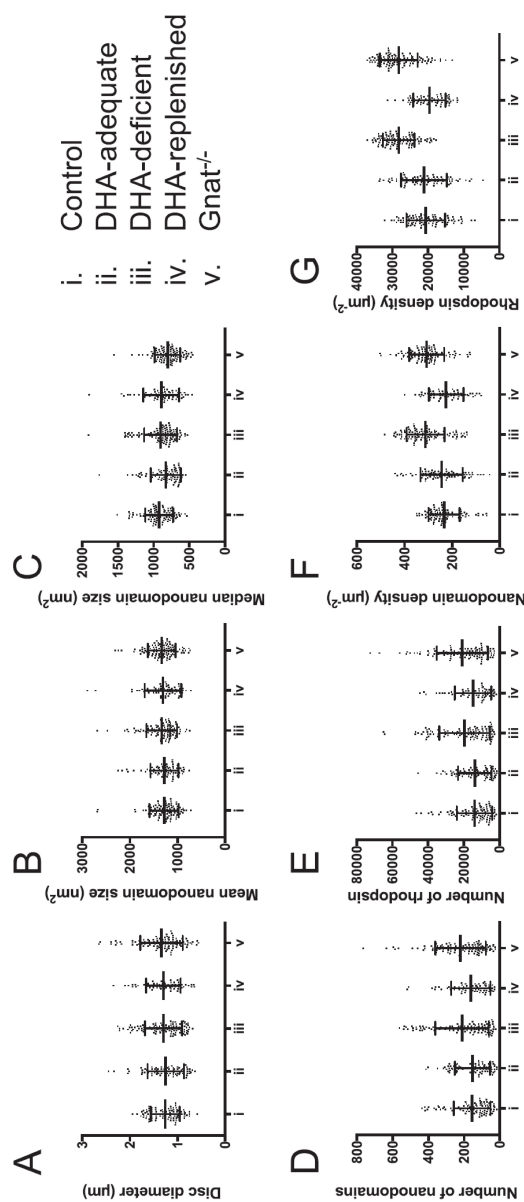 A
Disc diameter (µm)
3
2
1
0
i ii iii iv v
B
Mean nanodomain size (nm²)
3000
2000
1000
0
i ii iii iv v
C
Median nanodomain size (nm²)
2000
1500
1000
500
0
i ii iii iv v
i. Control
ii. DHA-adequate
iii. DHA-deficient
iv. DHA-replenished
v. Gnat⁻/⁻
D
Number of nanodomains
800
600
400
200
0
i ii iii iv v
E
Number of rhodopsin
80000
60000
40000
20000
0
i ii iii iv v
F
Nanodomain density (µm⁻²)
600
400
200
0
i ii iii iv v
G
Rhodopsin density (µm⁻²)
40000
30000
20000
10000
0
i ii iii iv v